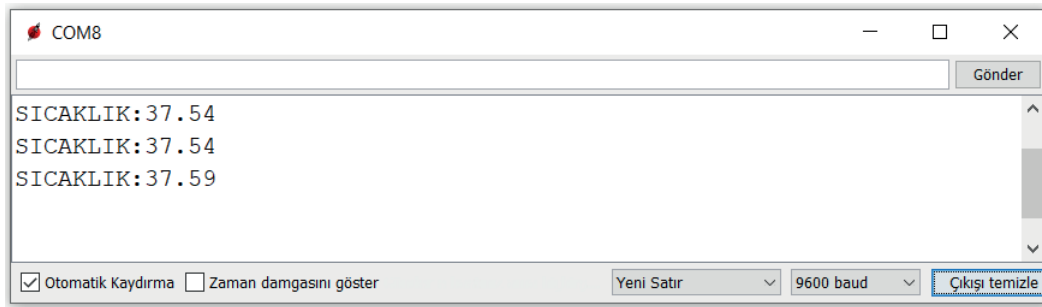 COM8
Gönder
SICAKLIK:37.54
SICAKLIK:37.54
SICAKLIK:37.59
Otomatik Kaydırma Zaman damgasını göster Yeni Satır 9600 baud Çıkışı temizle